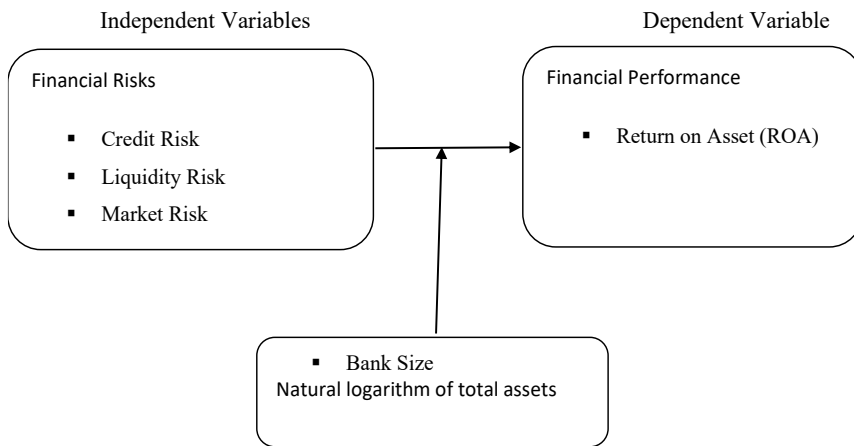 Independent Variables
Dependent Variable
Financial Risks
▪ Credit Risk
▪ Liquidity Risk
▪ Market Risk
Financial Performance
▪ Return on Asset (ROA)
▪ Bank Size
Natural logarithm of total assets